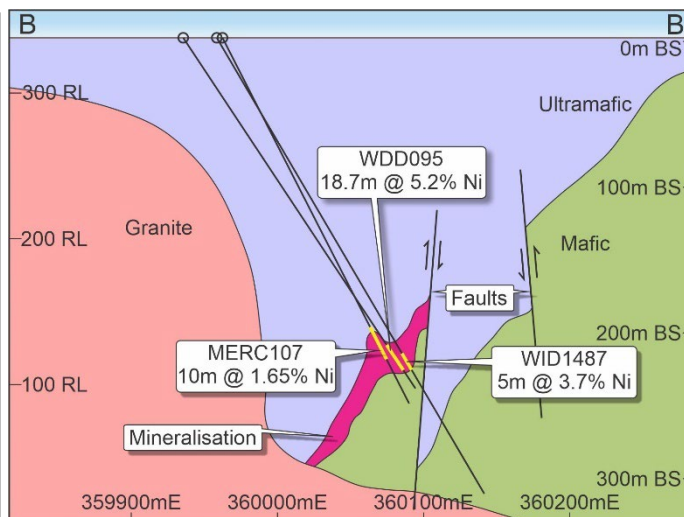 B
B
0m BS
300 RL
Ultramafic
WDD095
18.7m @ 5.2% Ni
100m BS
Granite
200 RL
Mafic
Faults
200m BS
MERC107
10m @ 1.65% Ni
WID1487
5m @ 3.7% Ni
100 RL
Mineralisation
300m BS
359900mE
360000mE
360100mE
360200mE